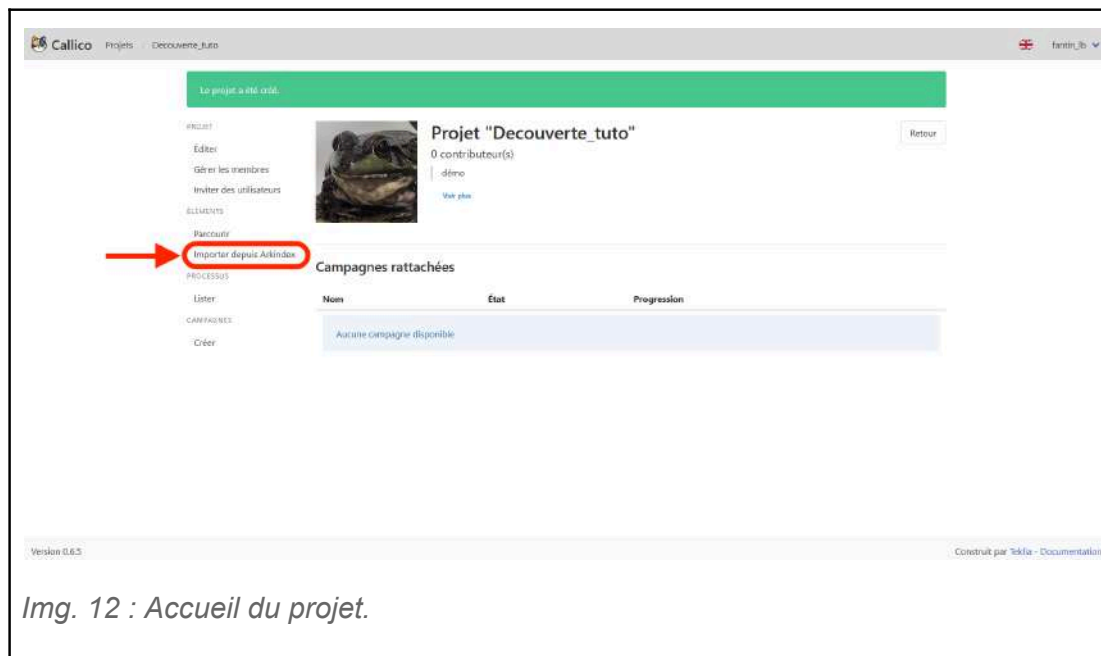 Callico Projets / Decouverte_tuto fantin_lb
Le projet a été créé.
PROJET
Éditer
Gérer les membres
Inviter des utilisateurs
ÉLÉMENTS
Parcourir
Importer depuis Arkindex
PROCESSUS
Lister
CAMPAGNES
Créer
Projet "Decouverte_tuto"
0 contributeur(s)
démo
Voir plus
Retour
Campagnes rattachées
Nom État Progression
Aucune campagne disponible
Version 0.6.5 Construit par Teklia - Documentation
Img. 12 : Accueil du projet.